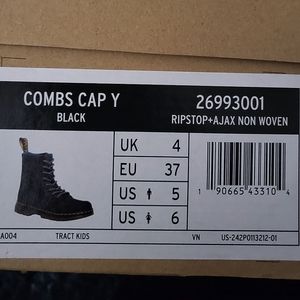 COMBS CAP Y
BLACK
26993001
RIPSTOP+AJAX NON WOVEN
UK 4
EU 37
US 5
US 6
1 90665 43310 4
A004
TRACT KIDS
VN
US-242P0113212-01